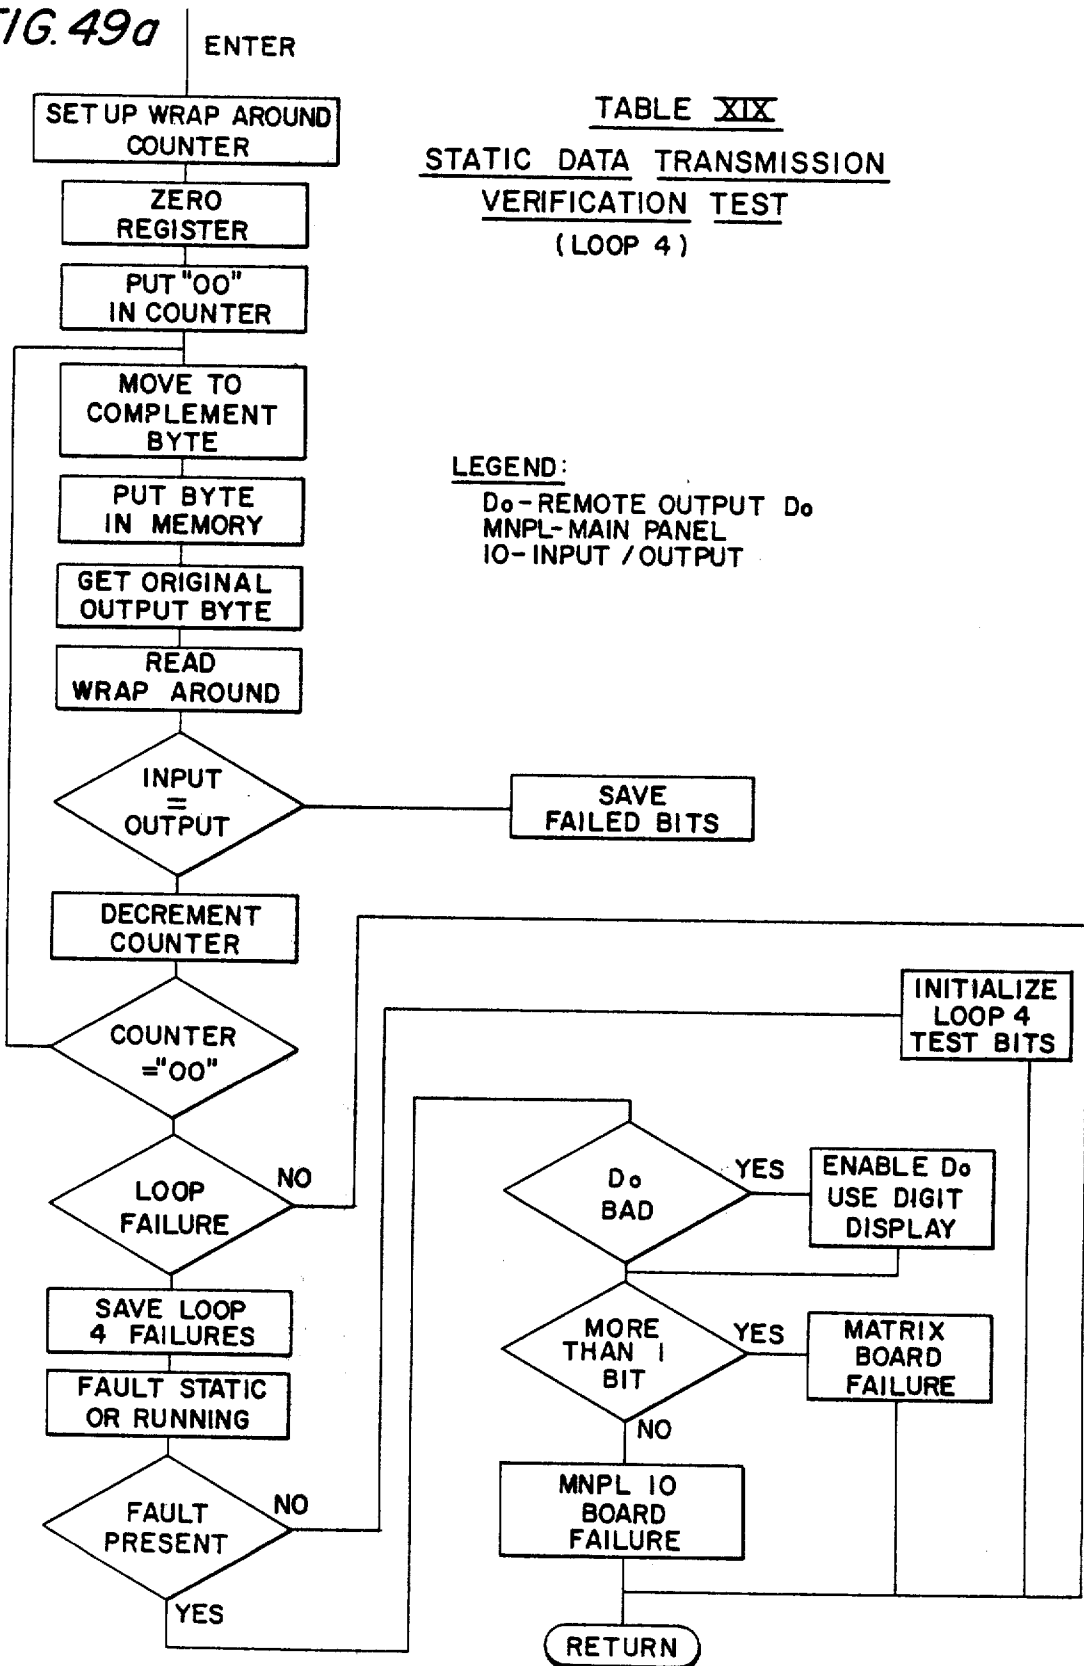 FIG. 49a
ENTER
SET UP WRAP AROUND
COUNTER
ZERO
REGISTER
PUT "OO"
IN COUNTER
MOVE TO
COMPLEMENT
BYTE
PUT BYTE
IN MEMORY
GET ORIGINAL
OUTPUT BYTE
READ
WRAP AROUND
INPUT
=
OUTPUT
SAVE
FAILED BITS
DECREMENT
COUNTER
COUNTER
="OO"
LOOP
FAILURE
NO
SAVE LOOP
4 FAILURES
FAULT STATIC
OR RUNNING
FAULT
PRESENT
NO
YES
TABLE XIX
STATIC DATA TRANSMISSION
VERIFICATION TEST
(LOOP 4)
LEGEND:
Do-REMOTE OUTPUT Do
MNPL-MAIN PANEL
IO-INPUT / OUTPUT
INITIALIZE
LOOP 4
TEST BITS
Do
BAD
YES
ENABLE Do
USE DIGIT
DISPLAY
MORE
THAN I
BIT
YES
MATRIX
BOARD
FAILURE
NO
MNPL IO
BOARD
FAILURE
RETURN